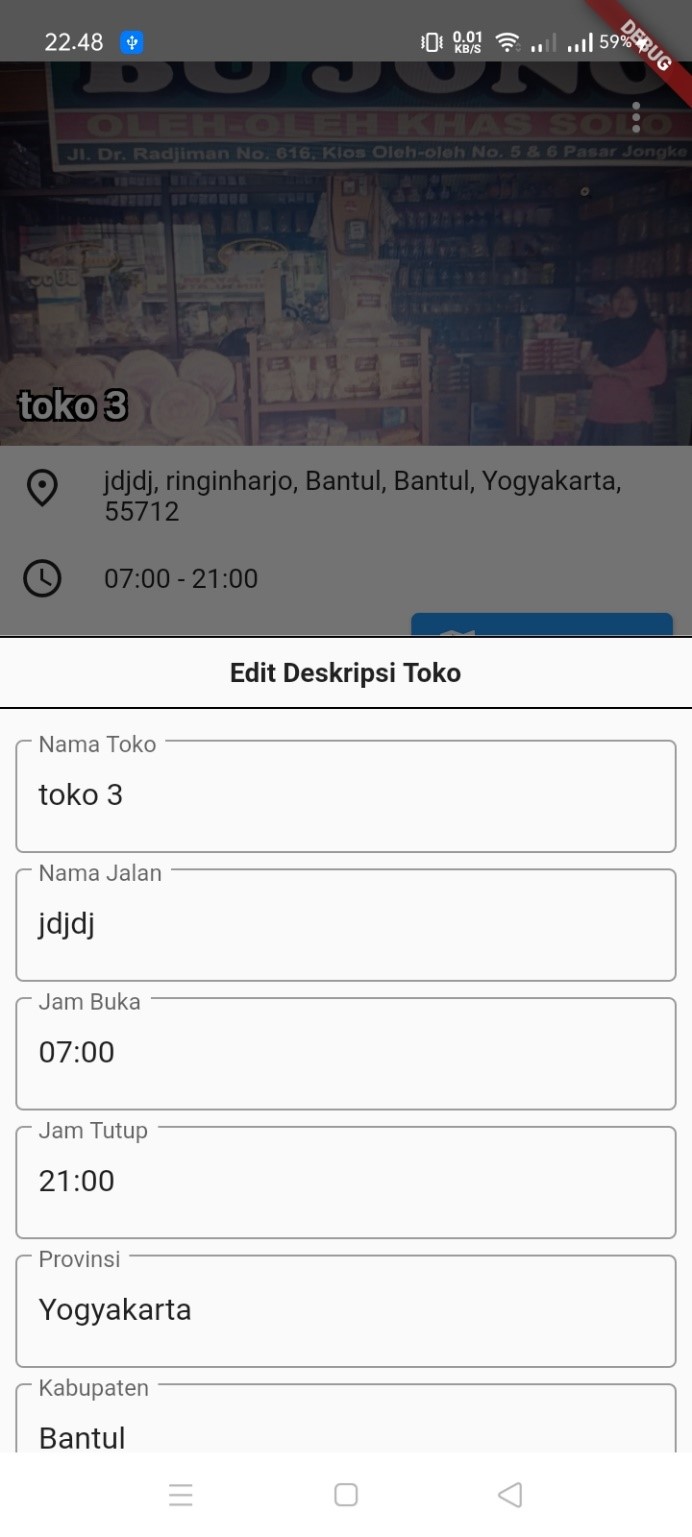 22.48
0.01
KB/S
59%
DEBUG
BU JONO
OLEH-OLEH KHAS SOLO
Jl. Dr. Radjiman No. 616, Kios Oleh-oleh No. 5 & 6 Pasar Jongke
toko 3
jdjdj, ringinharjo, Bantul, Bantul, Yogyakarta,
55712
07:00 - 21:00
Edit Deskripsi Toko
Nama Toko
toko 3
Nama Jalan
jdjdj
Jam Buka
07:00
Jam Tutup
21:00
Provinsi
Yogyakarta
Kabupaten
Bantul